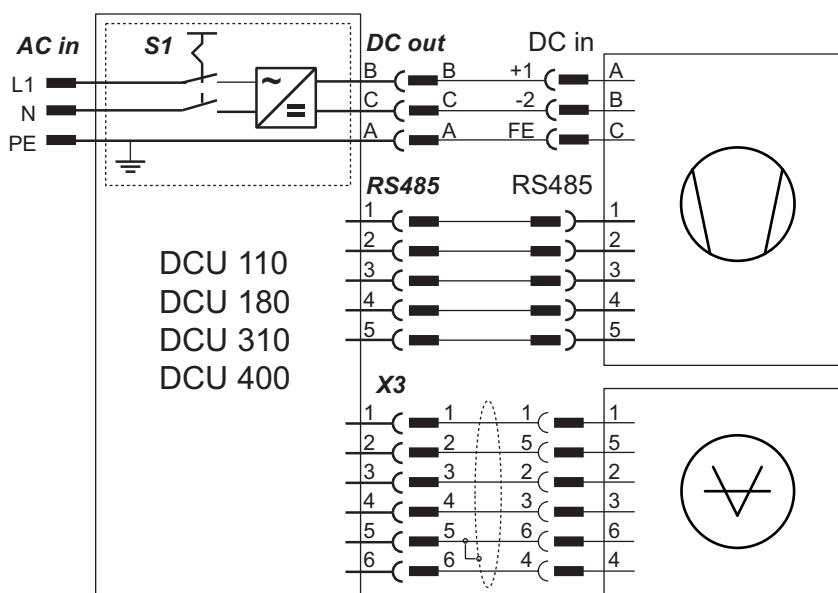 AC in S1 DC out DC in
L1 B B +1 A
N C C -2 B
PE A A FE C
RS485 RS485
1 1
2 2
3 3
4 4
5 5
DCU 110
DCU 180
DCU 310
DCU 400
X3
1 1 1 1
2 2 5 5
3 3 2 2
4 4 3 3
5 5 6 6
6 6 4 4